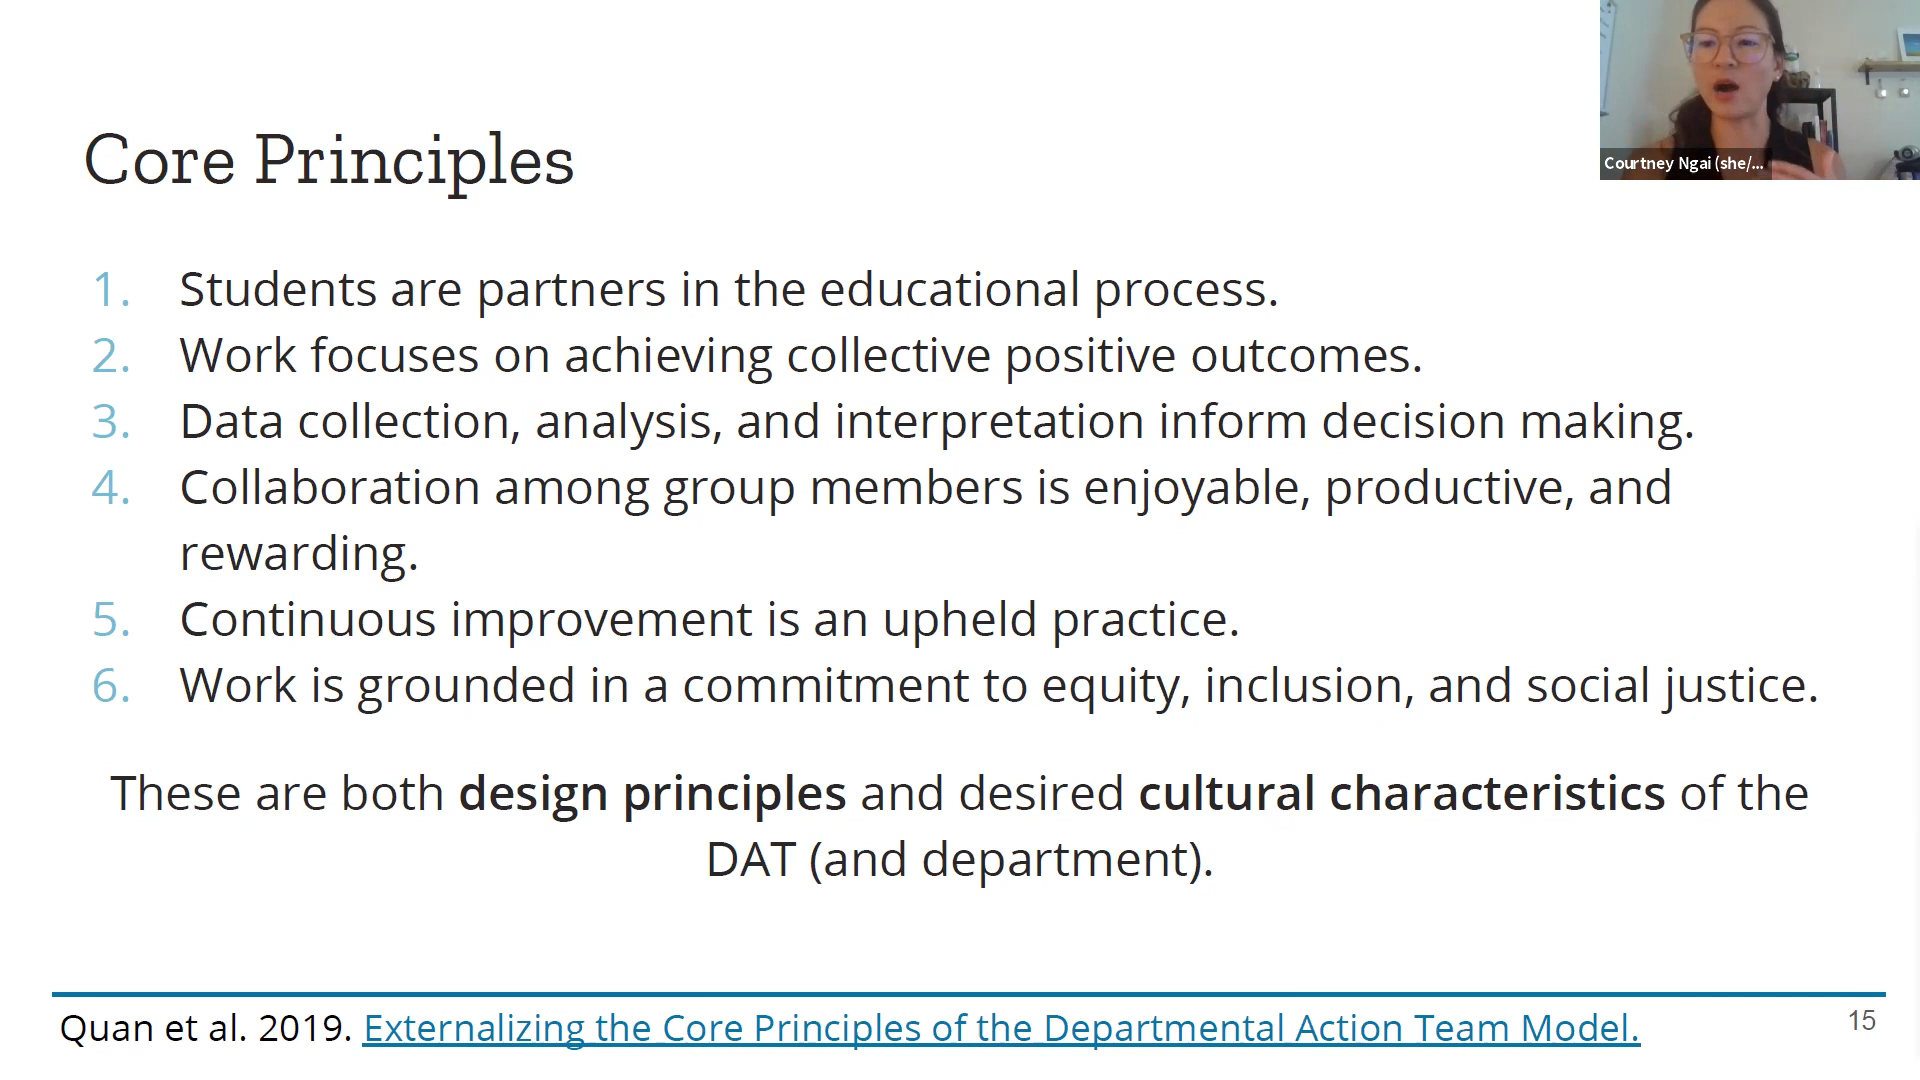 Courtney Ngai (she/...
Core Principles
1. Students are partners in the educational process.
2. Work focuses on achieving collective positive outcomes.
3. Data collection, analysis, and interpretation inform decision making.
4. Collaboration among group members is enjoyable, productive, and
rewarding.
5. Continuous improvement is an upheld practice.
6. Work is grounded in a commitment to equity, inclusion, and social justice.
These are both design principles and desired cultural characteristics of the
DAT (and department).
Quan et al. 2019. Externalizing the Core Principles of the Departmental Action Team Model.
15